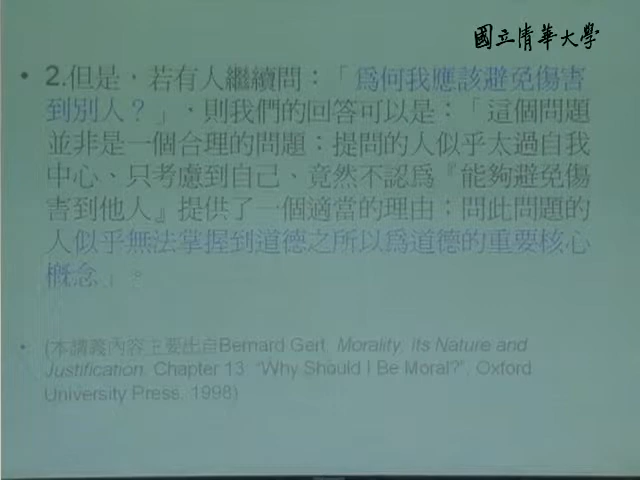 國立清華大學
• 2.但是，若有人繼續問：「爲何我應該避免傷害
到別人？」，則我們的回答可以是：「這個問題
並非是一個合理的問題：提問的人似乎太過自我
中心、只考慮到自己、竟然不認爲『能夠避免傷
害到他人』提供了一個適當的理由；問此問題的
人似乎無法掌握到道德之所以爲道德的重要核心
概念」。
• (本講義內容主要出自Bernard Gert, Morality, its Nature and
Justification, Chapter 13: "Why Should I Be Moral?", Oxford
University Press, 1998)